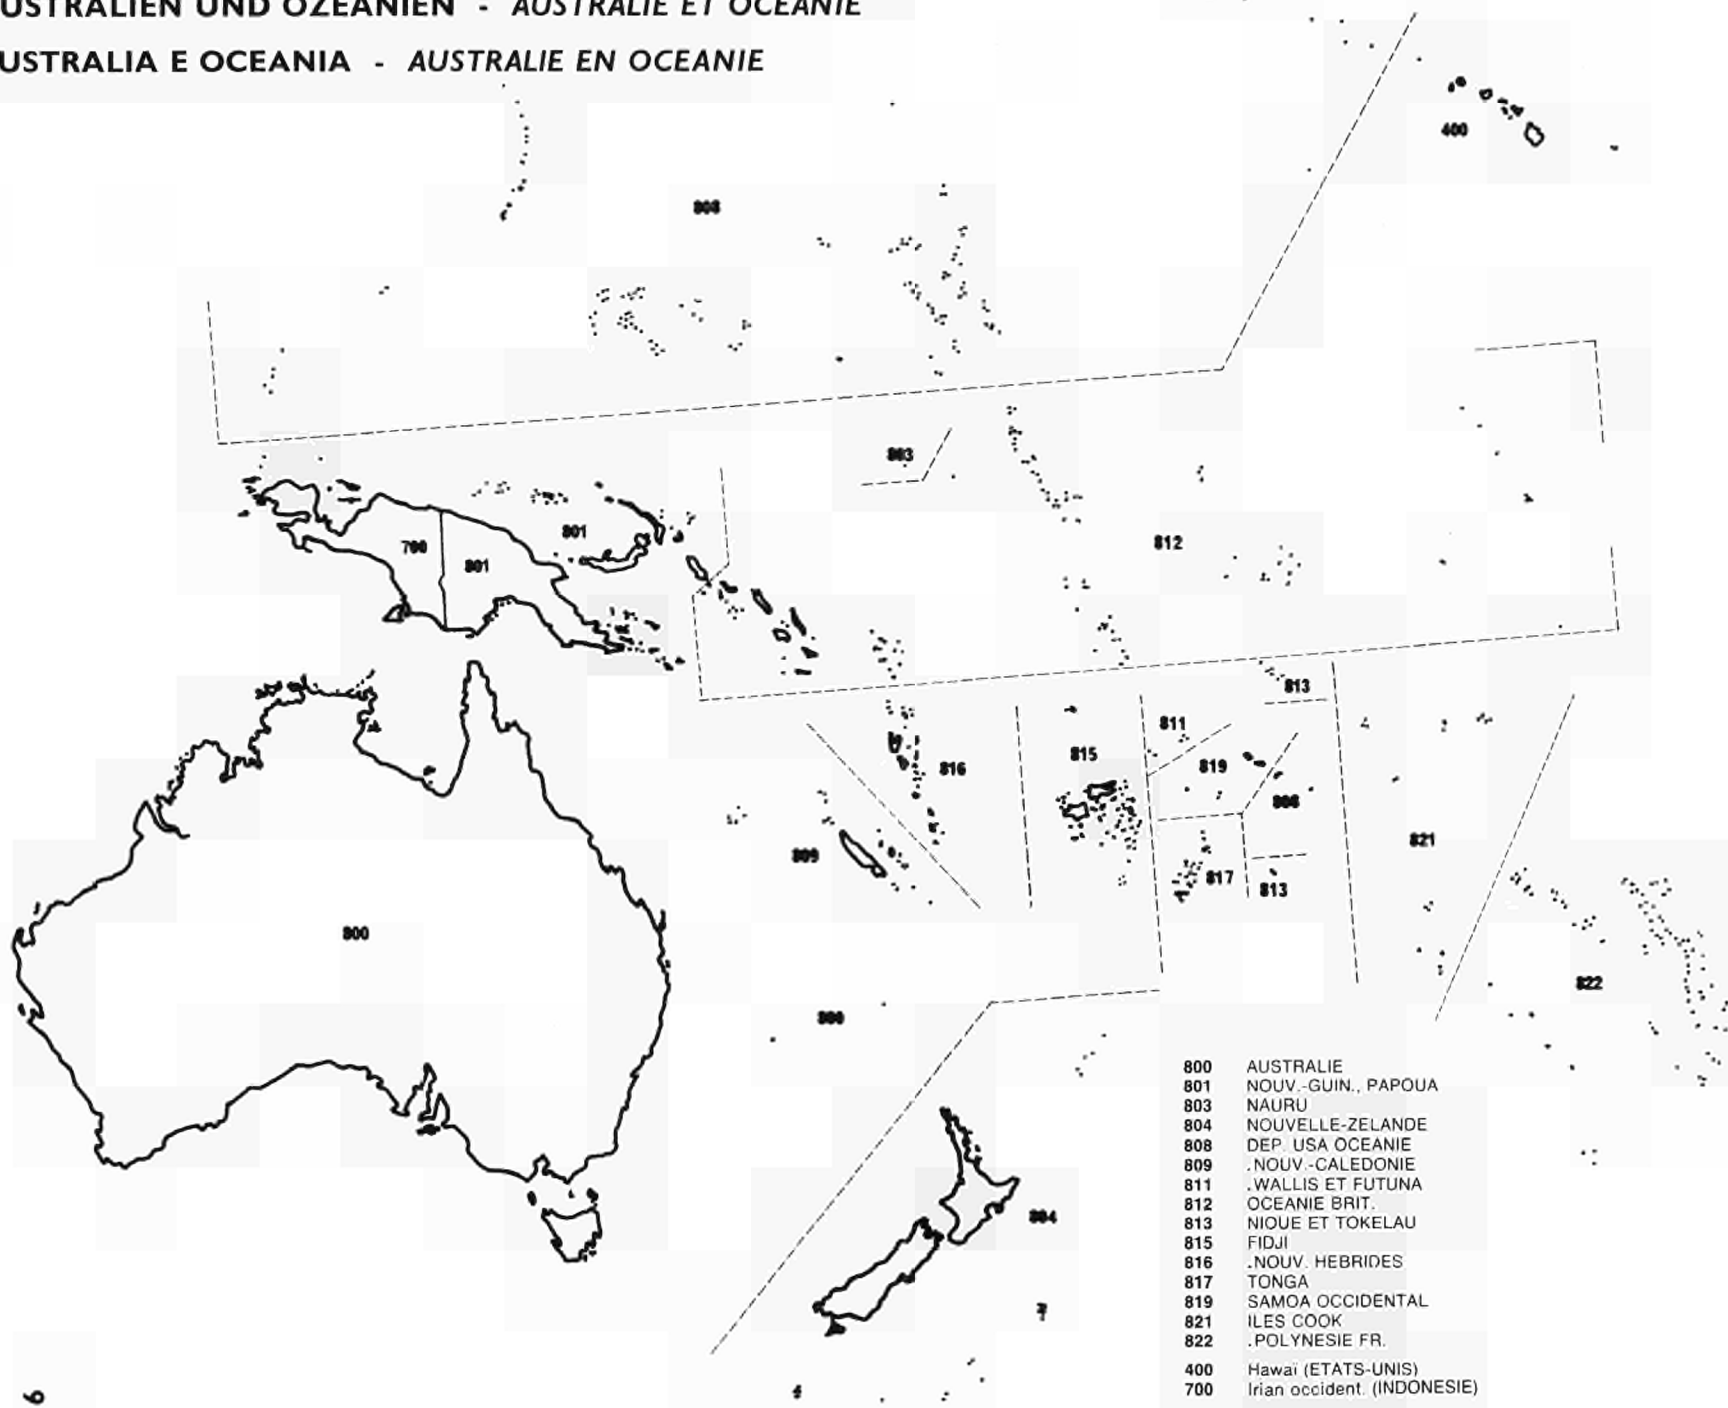 USTRALIEN UND OZEANIEN - AUSTRALIE ET OCEANIE
USTRALIA E OCEANIA - AUSTRALIE EN OCEANIE
400
808
803
801
700
801
812
813
811
815
816
819
808
809
821
817
813
800
822
800
804
800 AUSTRALIE
801 NOUV.-GUIN., PAPOUA
803 NAURU
804 NOUVELLE-ZELANDE
808 DEP. USA OCEANIE
809 .NOUV.-CALEDONIE
811 .WALLIS ET FUTUNA
812 OCEANIE BRIT.
813 NIOUE ET TOKELAU
815 FIDJI
816 .NOUV. HEBRIDES
817 TONGA
819 SAMOA OCCIDENTAL
821 ILES COOK
822 .POLYNESIE FR.
400 Hawaï (ETATS-UNIS)
700 Irian occident. (INDONESIE)
6